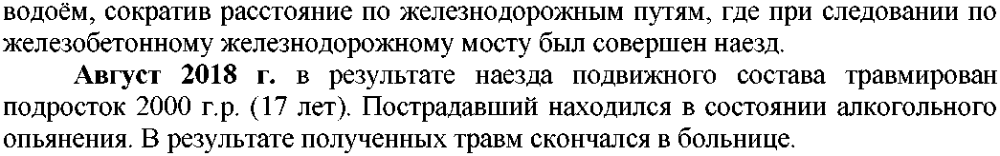 водоём, сократив расстояние по железнодорожным путям, где при следовании по
железобетонному железнодорожному мосту был совершен наезд.
Август 2018 г. в результате наезда подвижного состава травмирован
подросток 2000 г.р. (17 лет). Пострадавший находился в состоянии алкогольного
опьянения. В результате полученных травм скончался в больнице.